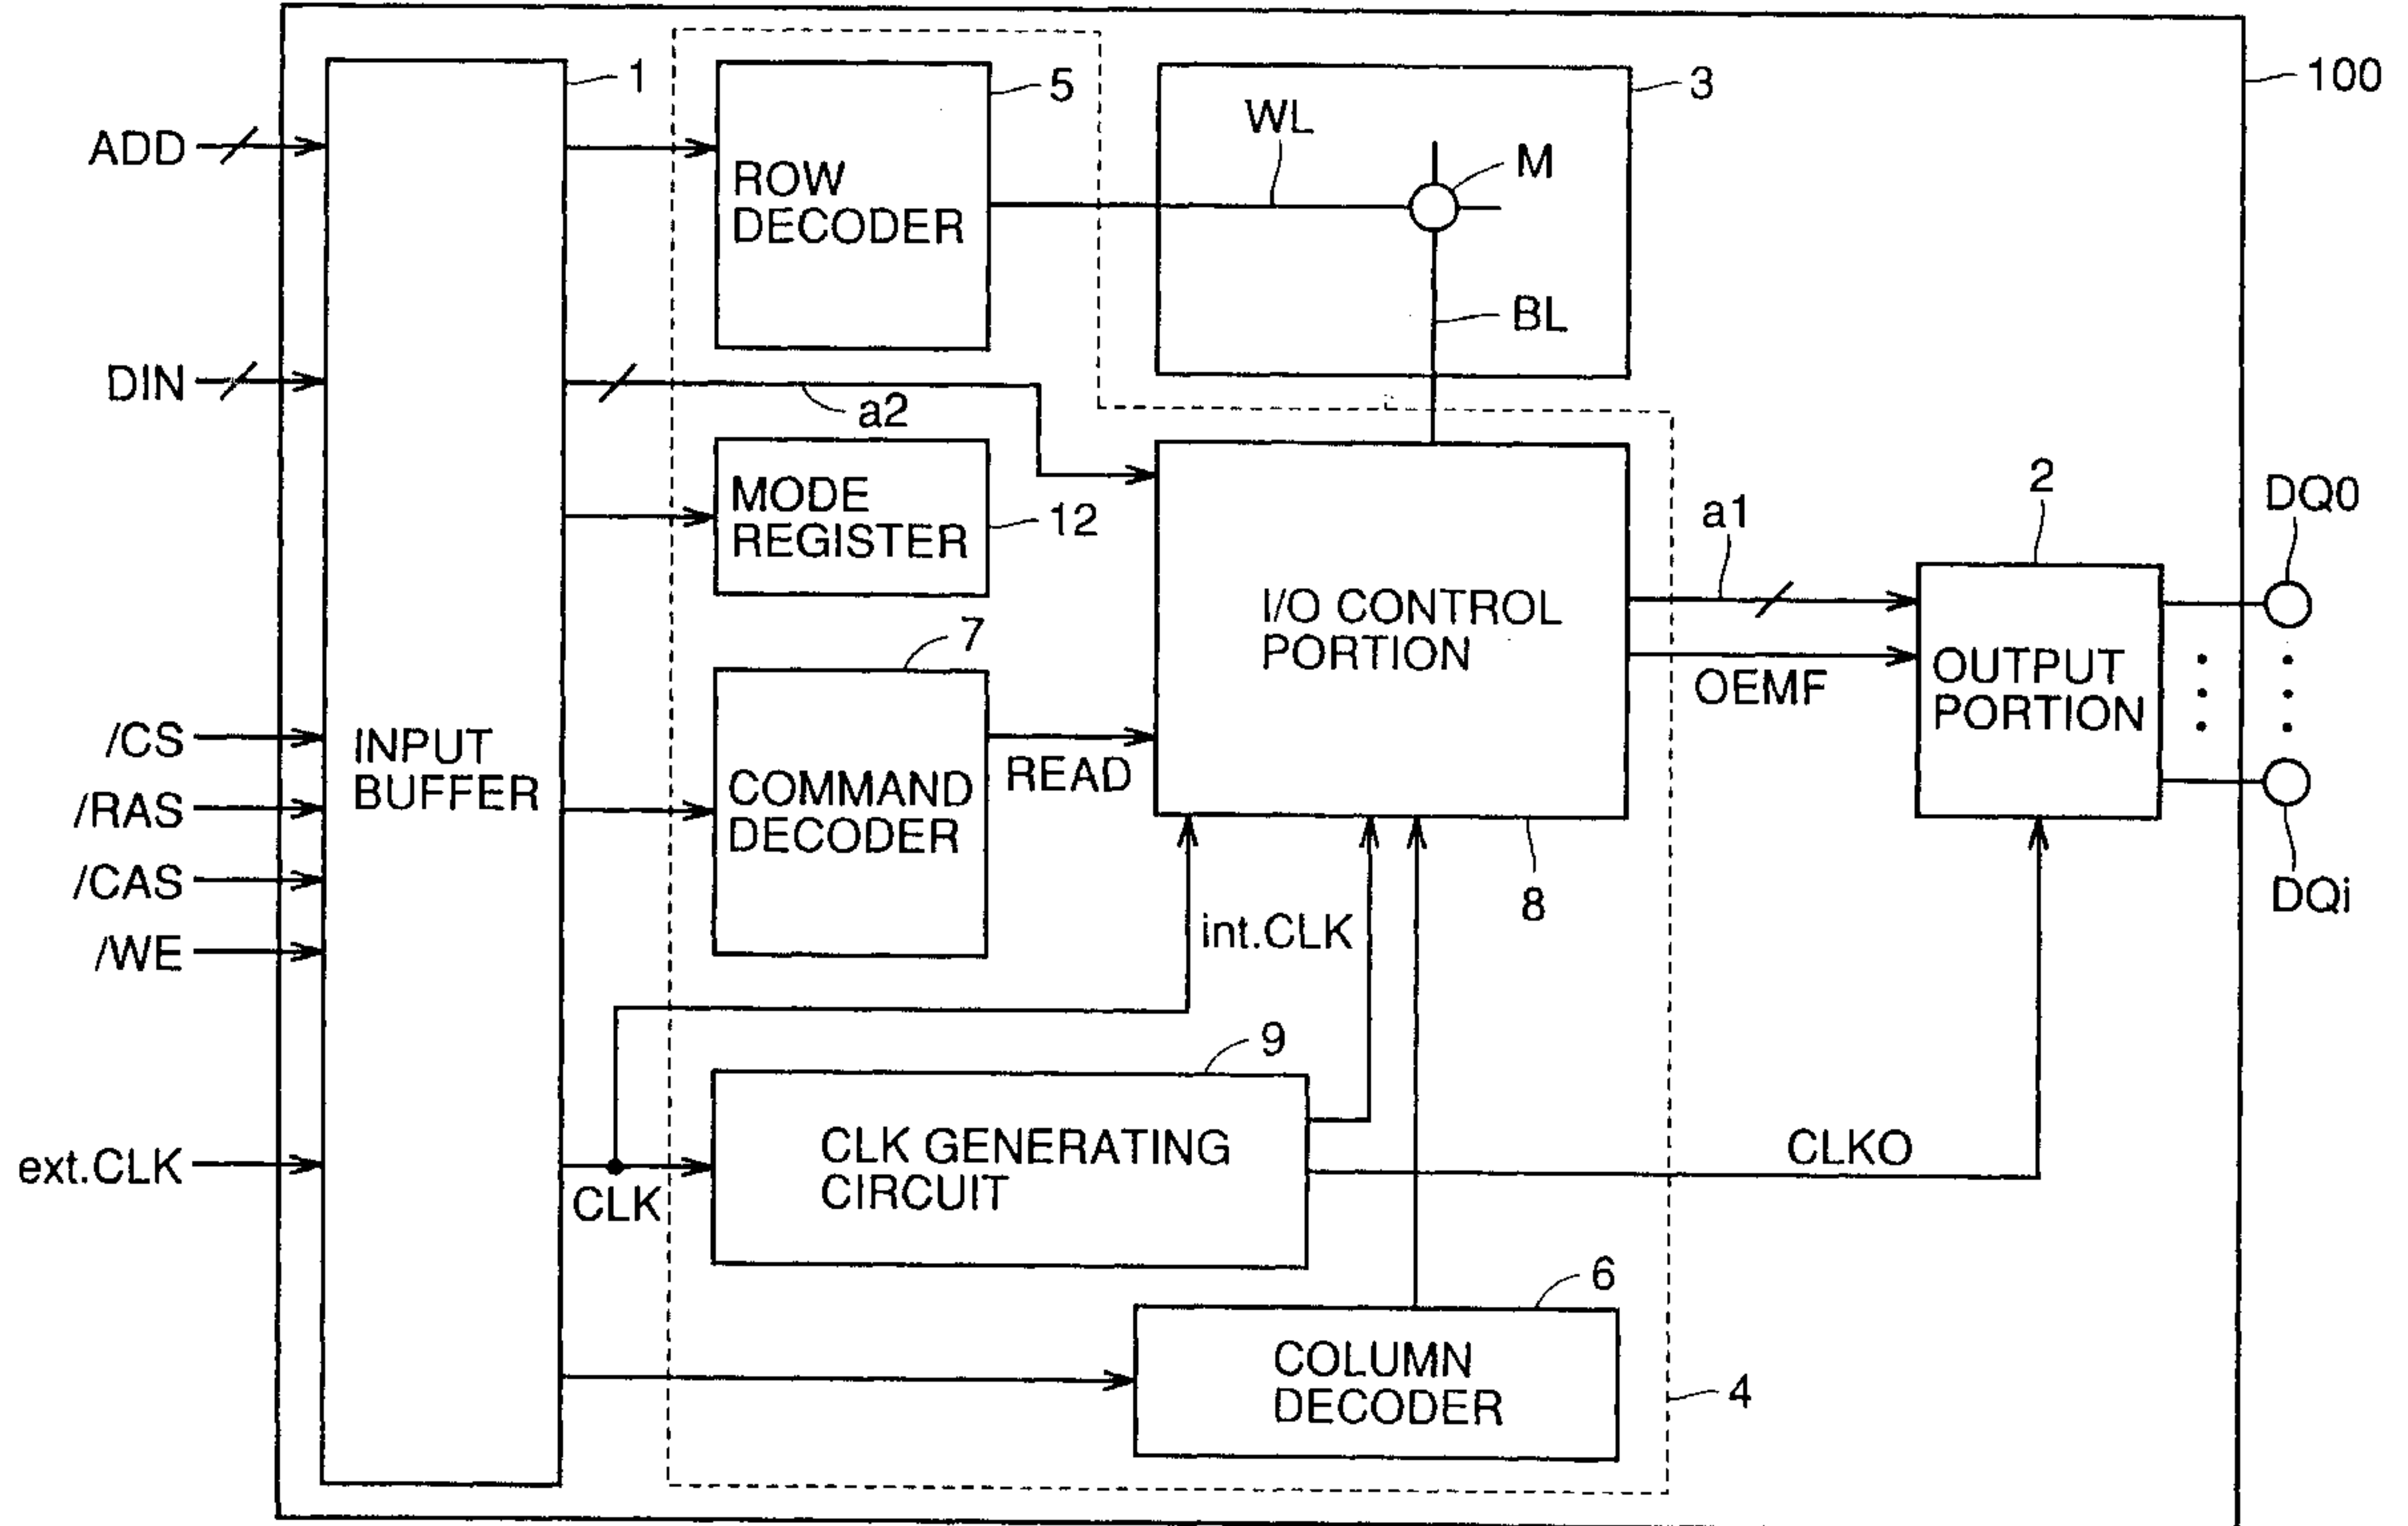 1
5
3
100
WL
ADD
M
ROW
DECODER
BL
DIN
a2
2
DQ0
MODE
REGISTER
12
a1
I/O CONTROL
PORTION
7
OUTPUT
PORTION
OEMF
/CS
INPUT
BUFFER
READ
COMMAND
DECODER
/RAS
/CAS
8
DQi
int.CLK
/WE
9
CLK GENERATING
CIRCUIT
CLKO
ext.CLK
CLK
6
COLUMN
DECODER
4